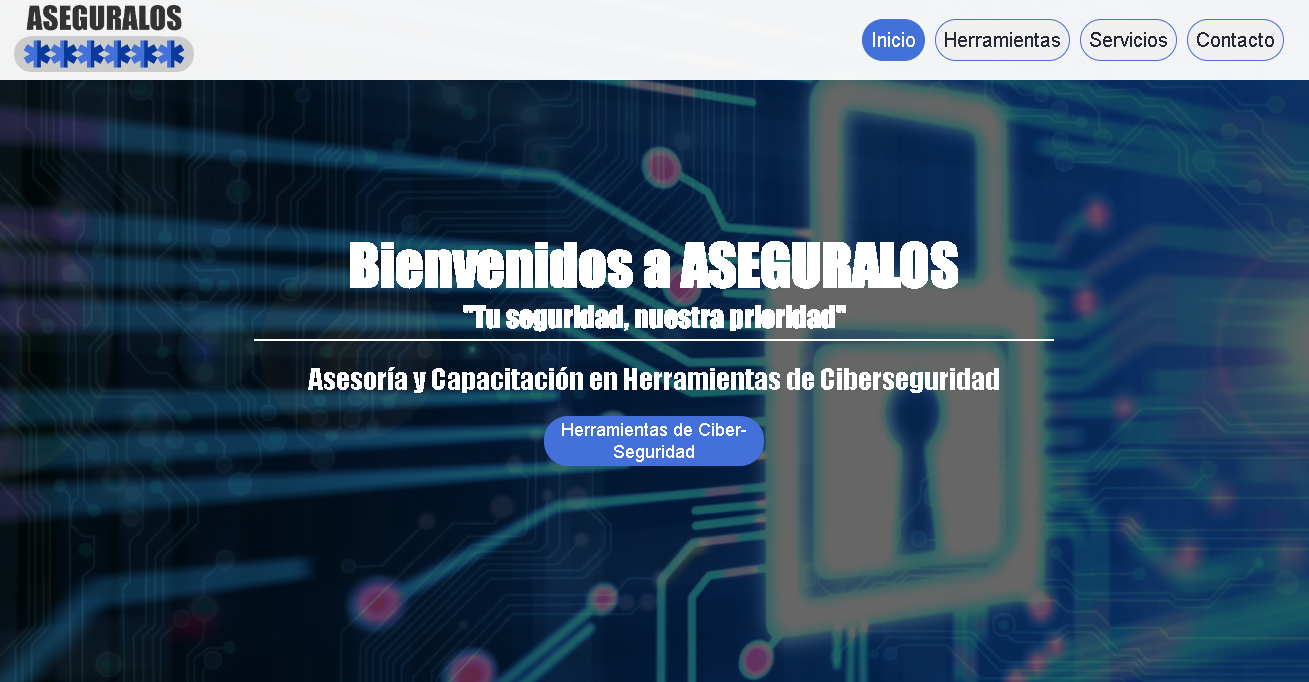 ASEGURALOS
******
Inicio
Herramientas
Servicios
Contacto
Bienvenidos a ASEGURALOS
"Tu seguridad, nuestra prioridad"
Asesoría y Capacitación en Herramientas de Ciberseguridad
Herramientas de Ciber-
Seguridad